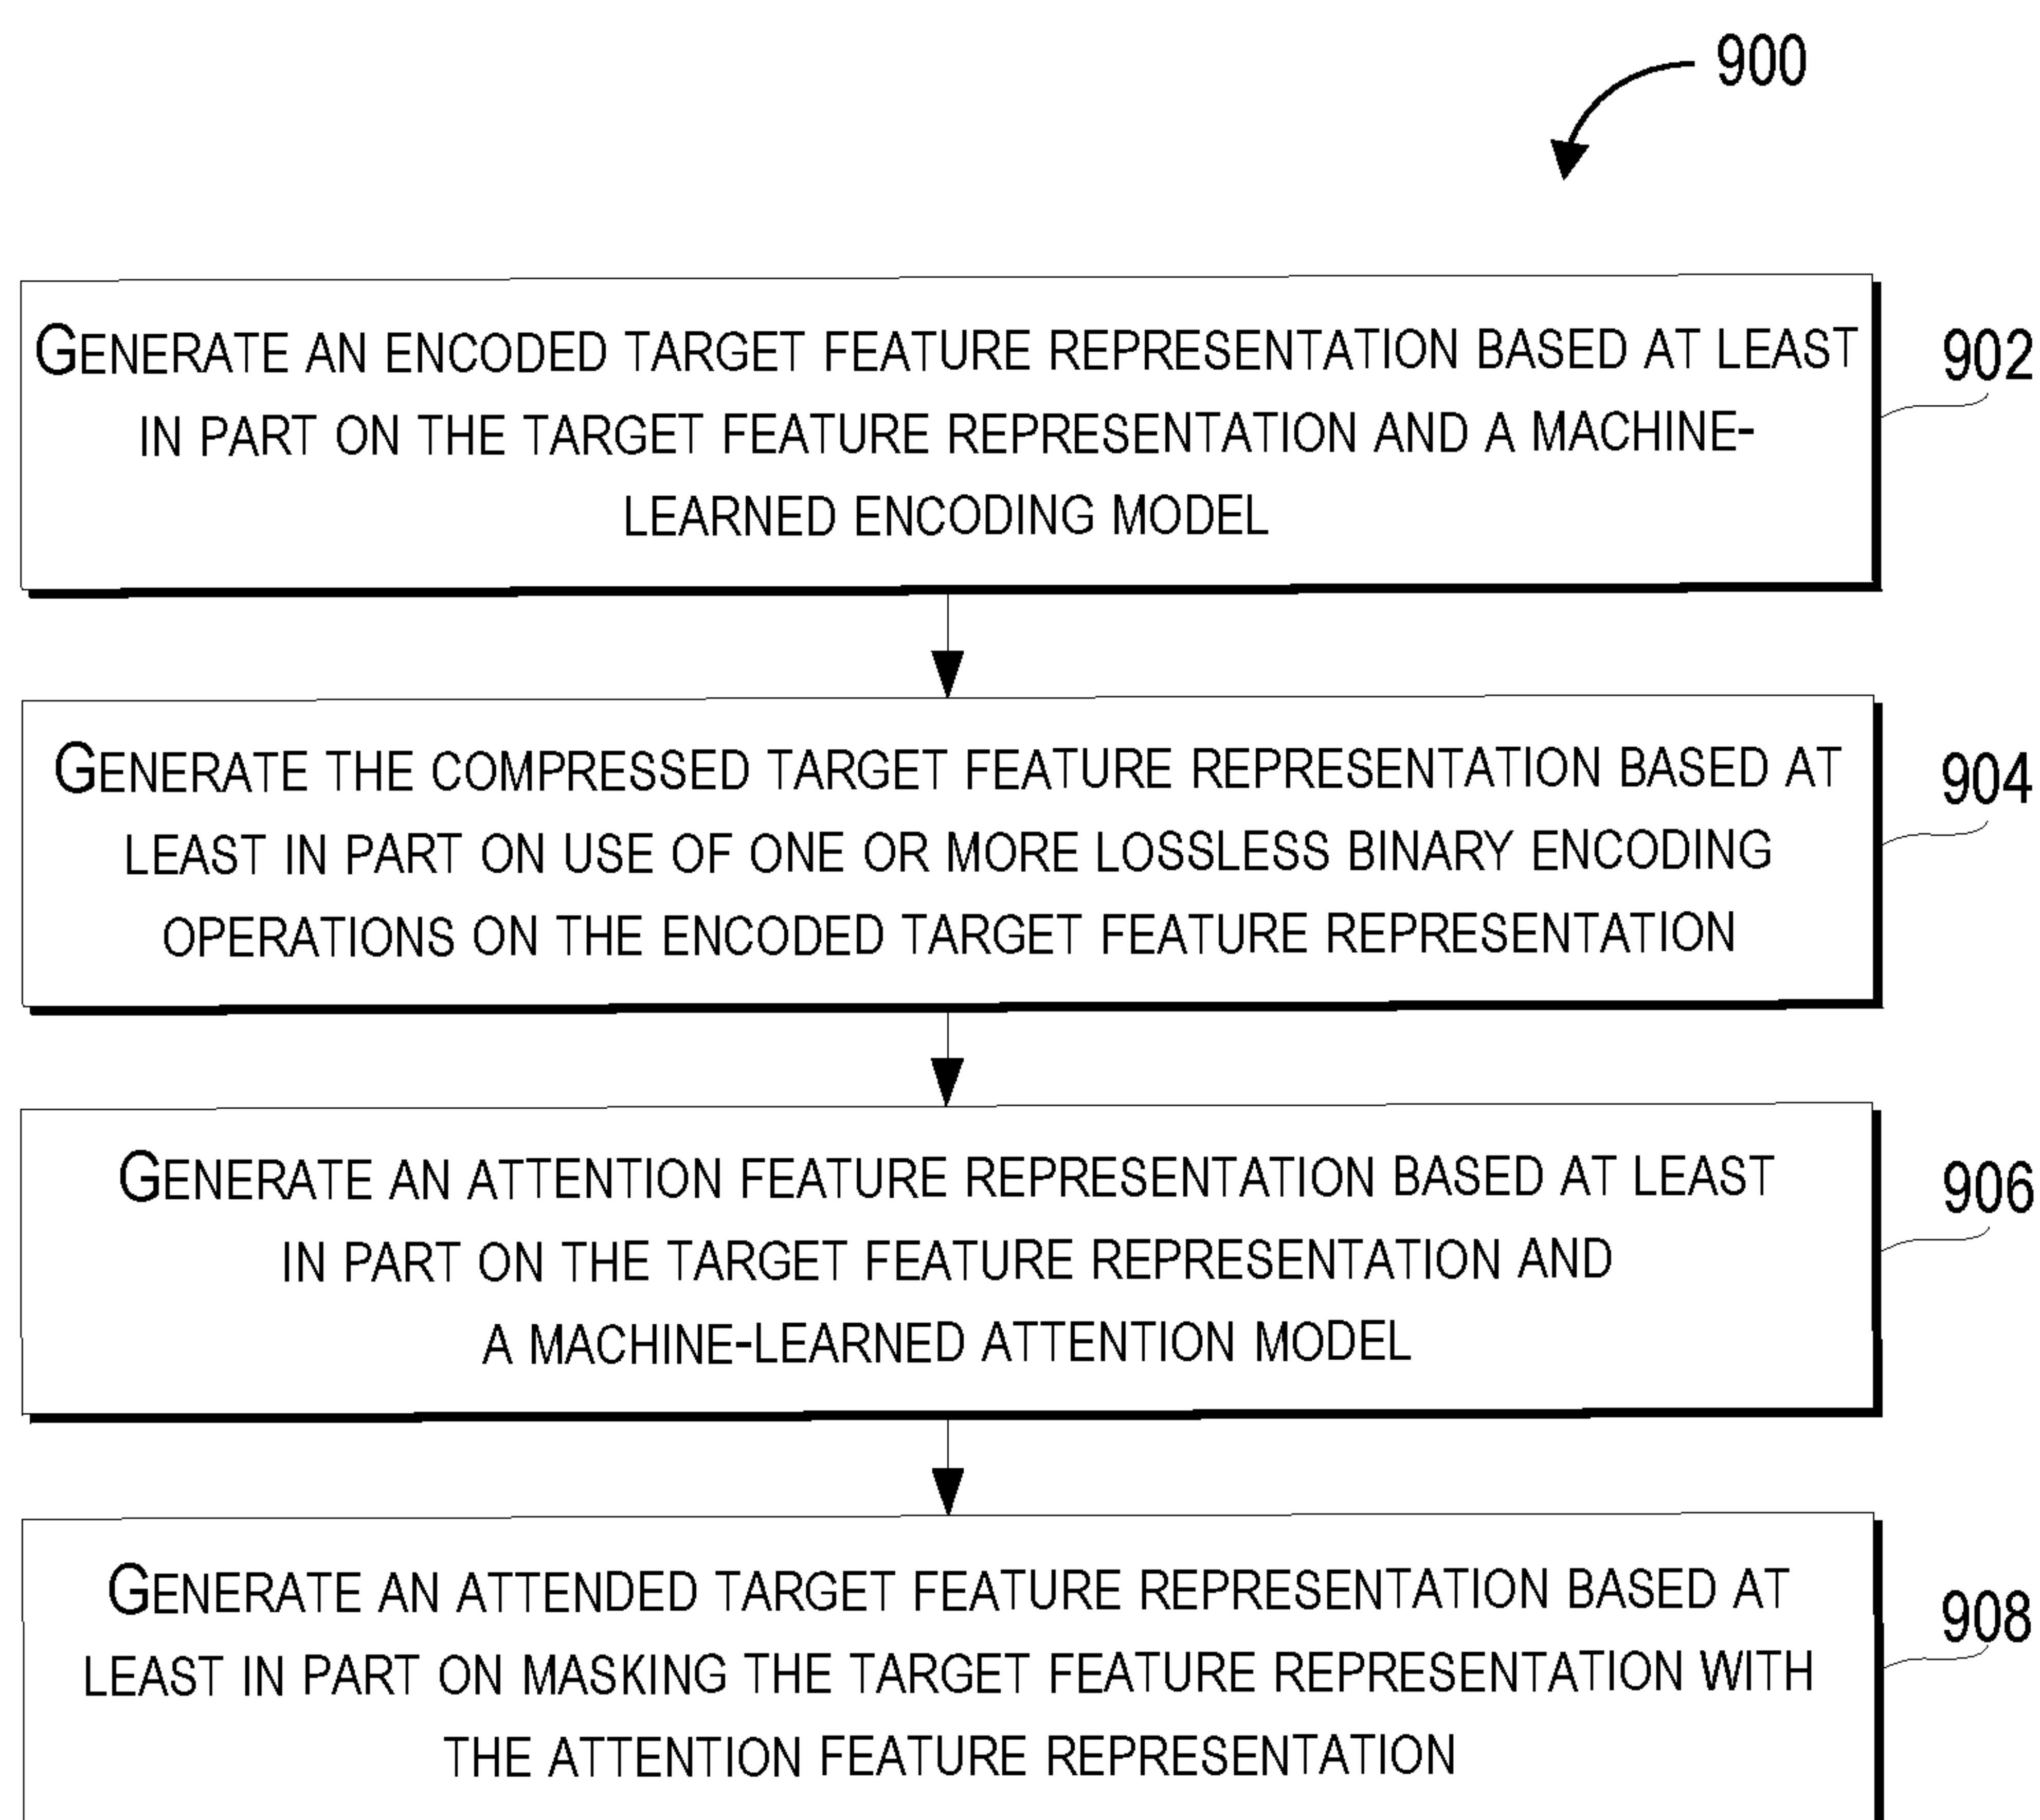 900
GENERATE AN ENCODED TARGET FEATURE REPRESENTATION BASED AT LEAST
IN PART ON THE TARGET FEATURE REPRESENTATION AND A MACHINE-
LEARNED ENCODING MODEL
902
GENERATE THE COMPRESSED TARGET FEATURE REPRESENTATION BASED AT
LEAST IN PART ON USE OF ONE OR MORE LOSSLESS BINARY ENCODING
OPERATIONS ON THE ENCODED TARGET FEATURE REPRESENTATION
904
GENERATE AN ATTENTION FEATURE REPRESENTATION BASED AT LEAST
IN PART ON THE TARGET FEATURE REPRESENTATION AND
A MACHINE-LEARNED ATTENTION MODEL
906
GENERATE AN ATTENDED TARGET FEATURE REPRESENTATION BASED AT
LEAST IN PART ON MASKING THE TARGET FEATURE REPRESENTATION WITH
THE ATTENTION FEATURE REPRESENTATION
908